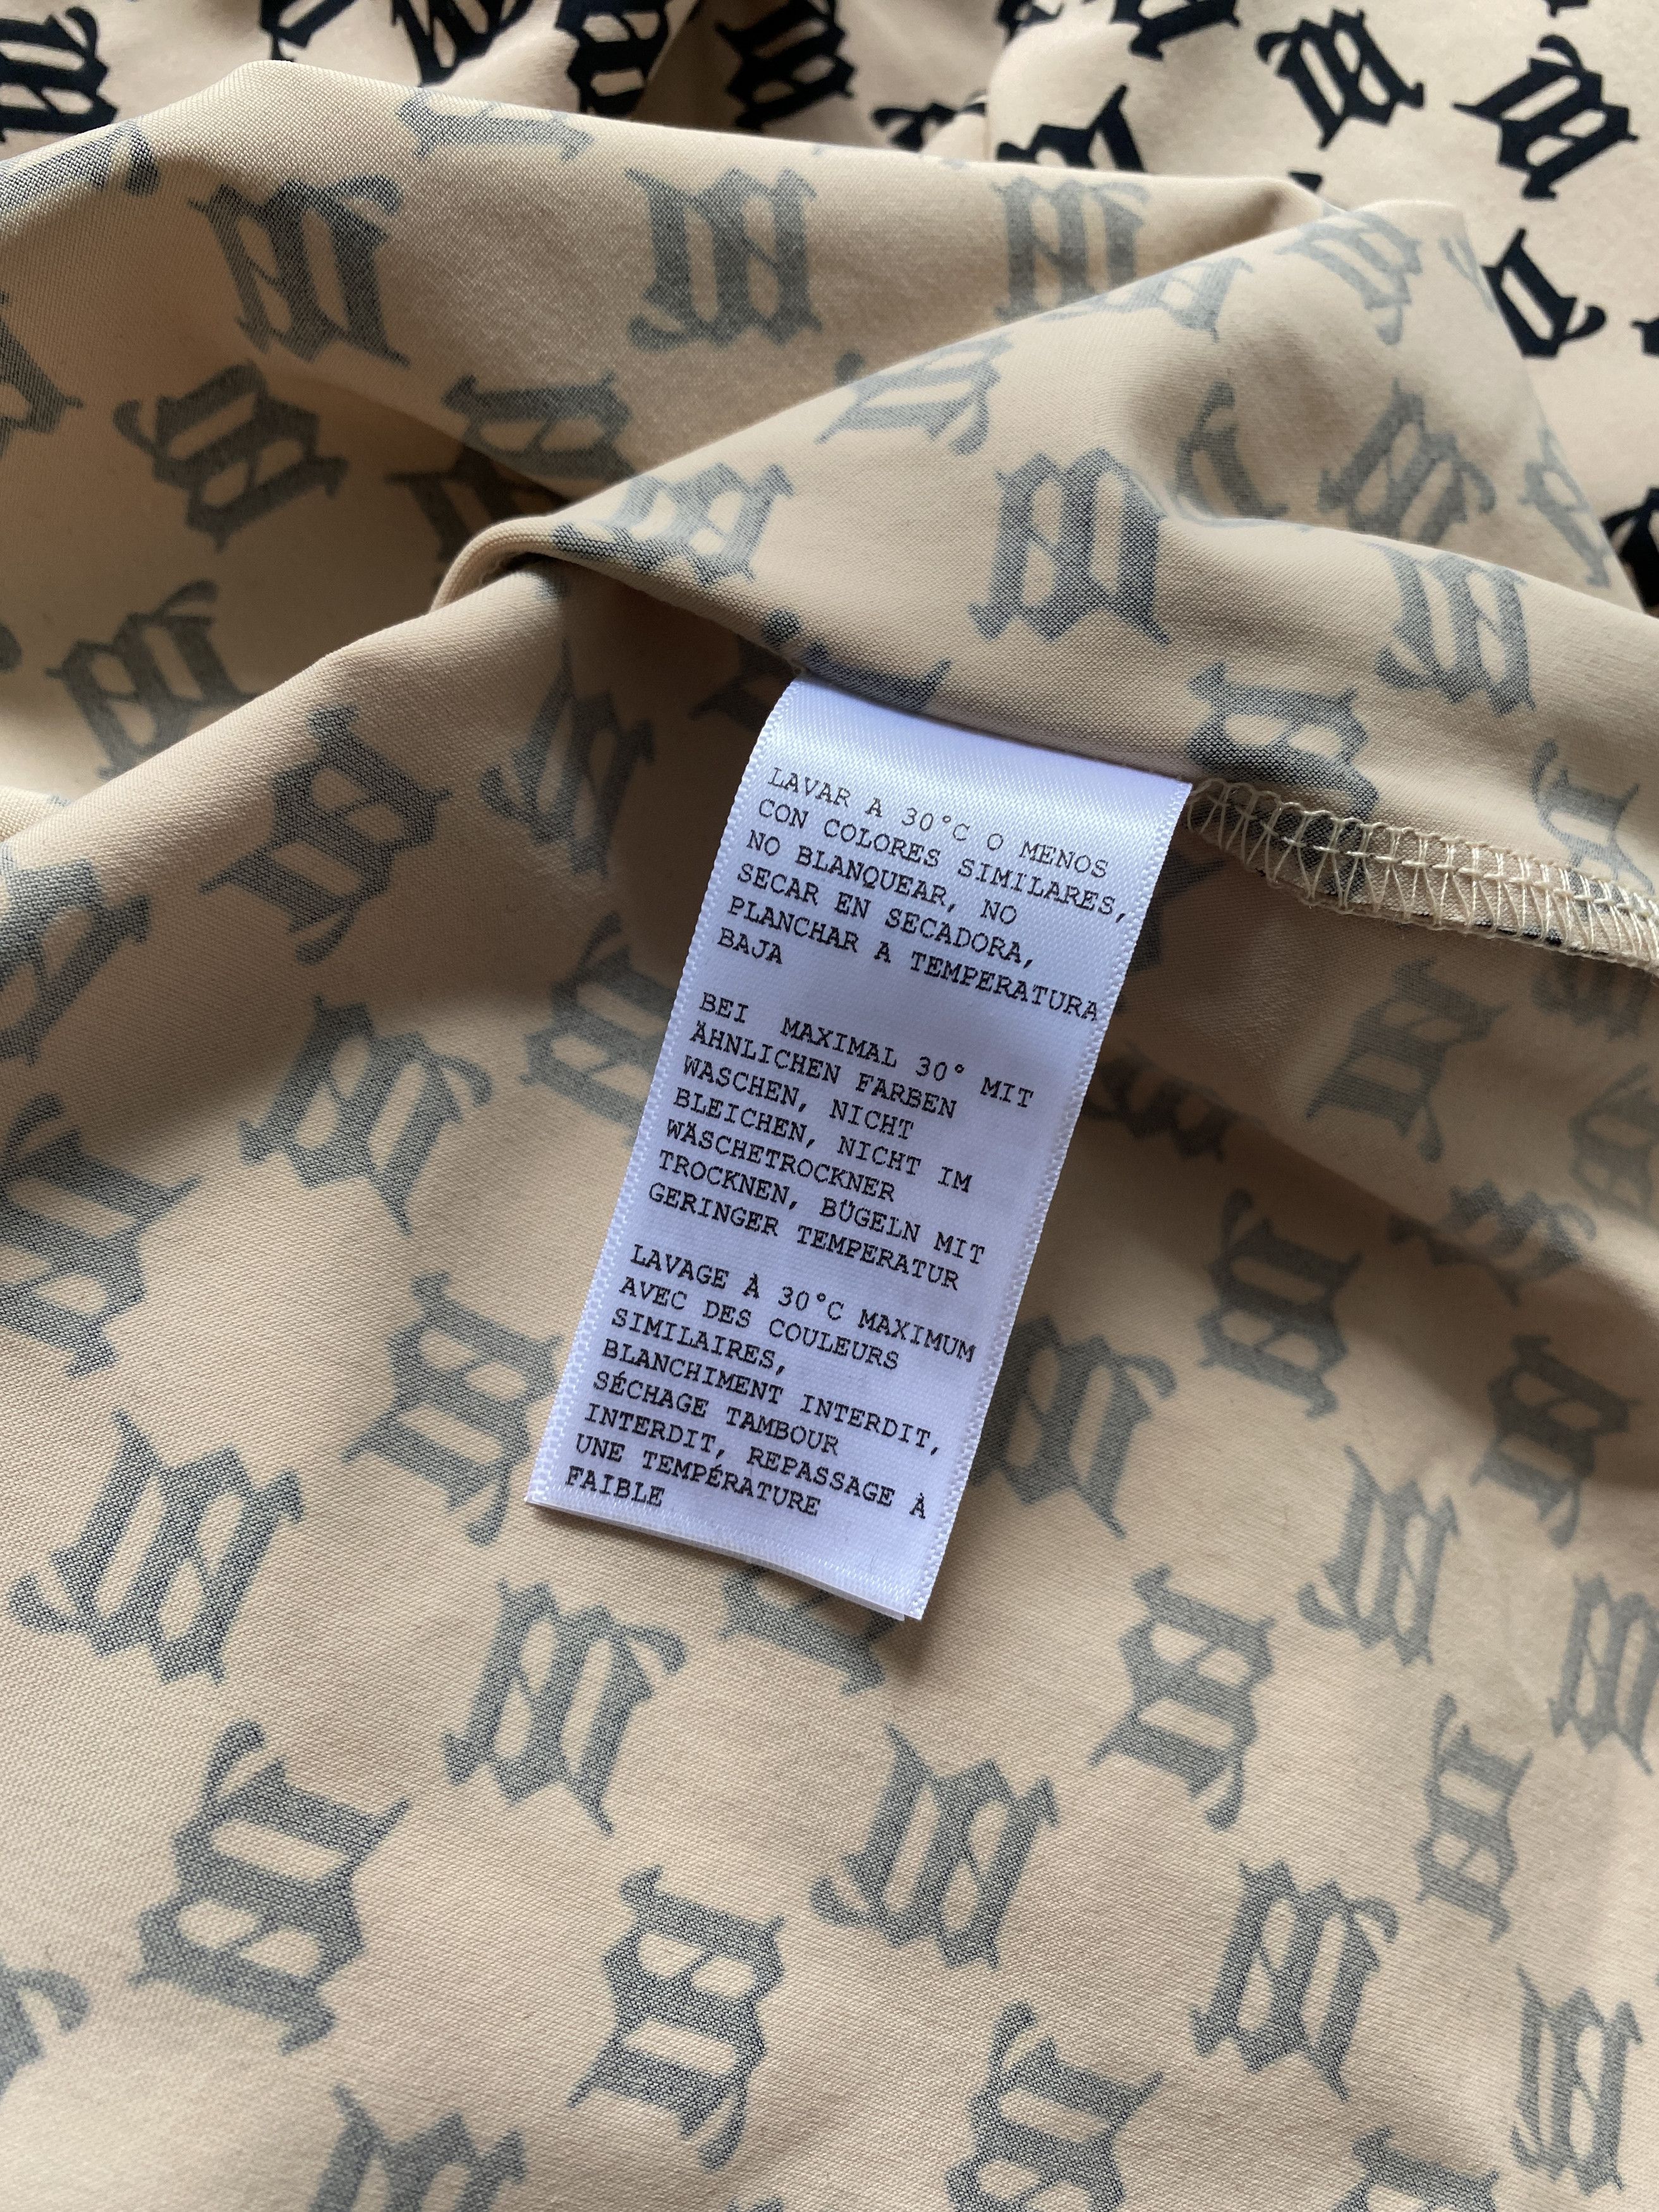 LAVAR A 30°C O MENOS
CON COLORES SIMILARES,
NO BLANQUEAR, NO
SECAR EN SECADORA,
PLANCHAR A TEMPERATURA
BAJA
BEI MAXIMAL 30° MIT
ÄHNLICHEN FARBEN
WASCHEN, NICHT
BLEICHEN, NICHT IM
WÄSCHETROCKNER
TROCKNEN, BÜGELN MIT
GERINGER TEMPERATUR
LAVAGE À 30°C MAXIMUM
AVEC DES COULEURS
SIMILAIRES,
BLANCHIMENT INTERDIT,
SÉCHAGE TAMBOUR
INTERDIT, REPASSAGE À
UNE TEMPÉRATURE
FAIBLE